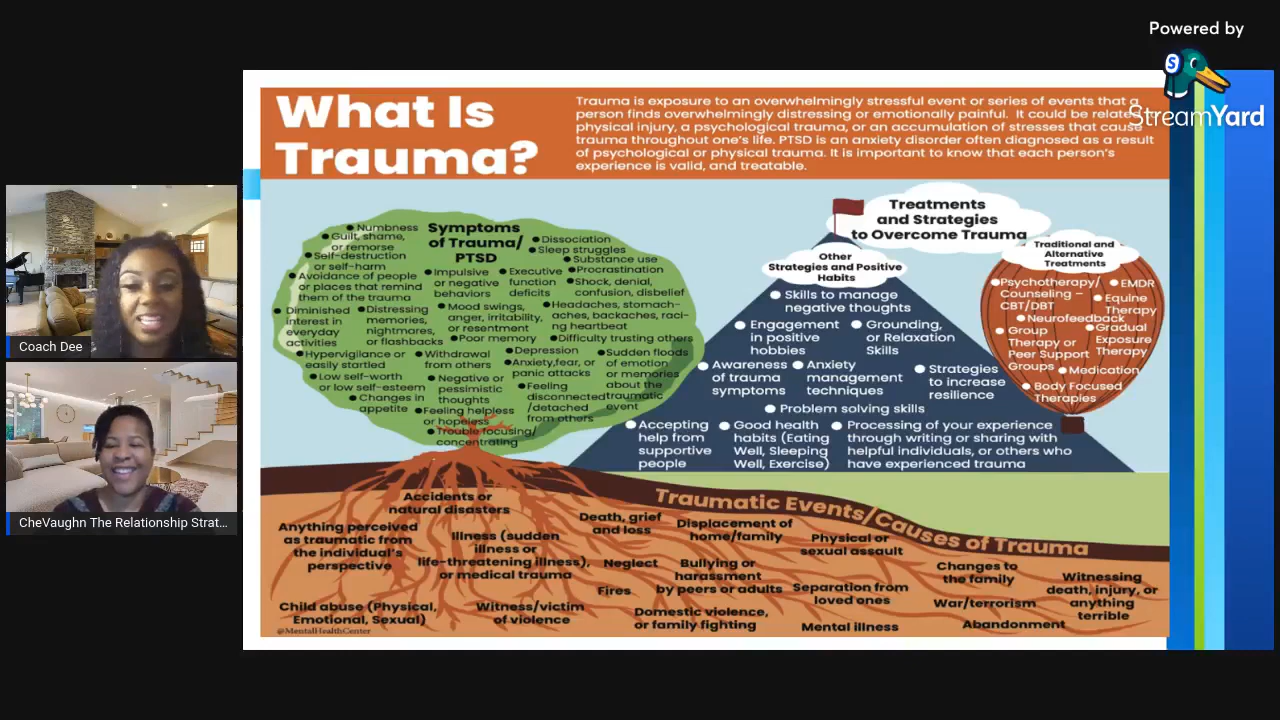 Powered by
StreamYard
What Is
Trauma?
Trauma is exposure to an overwhelmingly stressful event or series of events that a
person finds overwhelmingly distressing or emotionally painful. It could be related
physical injury, a psychological trauma, or an accumulation of stresses that cause
trauma throughout one's life. PTSD is an anxiety disorder often diagnosed as a result
of psychological or physical trauma. It is important to know that each person's
experience is valid, and treatable.
Coach Dee
CheVaughn The Relationship Strat...
Symptoms
of Trauma/
PTSD
Numbness
Guilt, shame,
or remorse
Self-destruction
or self-harm
Avoidance of people
or places that remind
them of the trauma
Diminished
interest in
everyday
activities
Distressing
memories,
nightmares,
or flashbacks
Hypervigilance or
easily startled
Low self-worth
or low self-esteem
Changes in
appetite
Impulsive
or negative
behaviors
Executive
function
deficits
Mood swings,
anger, irritability,
or resentment
Poor memory
Withdrawal
from others
Depression
Anxiety,fear, or
panic attacks
Negative or
pessimistic
thoughts
Feeling
disconnected
/detached
from others
Feeling helpless
or hopeless
Trouble focusing/
concentrating
Dissociation
Sleep struggles
Substance use
Procrastination
Shock, denial,
confusion, disbelief
Headaches, stomach-
aches, backaches, raci-
ng heartbeat
Difficulty trusting others
Sudden floods
of emotion
or memories
about the
traumatic
event
Treatments
and Strategies
to Overcome Trauma
Other
Strategies and Positive
Habits
Skills to manage
negative thoughts
Engagement
in positive
hobbies
Grounding,
or Relaxation
Skills
Awareness
of trauma
symptoms
Anxiety
management
techniques
Strategies
to increase
resilience
Problem solving skills
Accepting
help from
supportive
people
Good health
habits (Eating
Well, Sleeping
Well, Exercise)
Processing of your experience
through writing or sharing with
helpful individuals, or others who
have experienced trauma
Traditional and
Alternative
Treatments
Psychotherapy/
Counseling –
CBT/DBT
EMDR
Equine
Therapy
Neurofeedback
Group
Therapy or
Peer Support
Groups
Gradual
Exposure
Therapy
Medication
Body Focused
Therapies
Traumatic Events/Causes of Trauma
Accidents or
natural disasters
Anything perceived
as traumatic from
the individual's
perspective
Illness (sudden
illness or
life-threatening illness),
or medical trauma
Death, grief
and loss
Displacement of
home/family
Physical or
sexual assault
Neglect
Bullying or
harassment
by peers or adults
Fires
Separation from
loved ones
Changes to
the family
Witnessing
death, injury, or
anything
terrible
Child abuse (Physical,
Emotional, Sexual)
Witness/victim
of violence
Domestic violence,
or family fighting
Mental illness
War/terrorism
Abandonment
@MentalHealthCenter